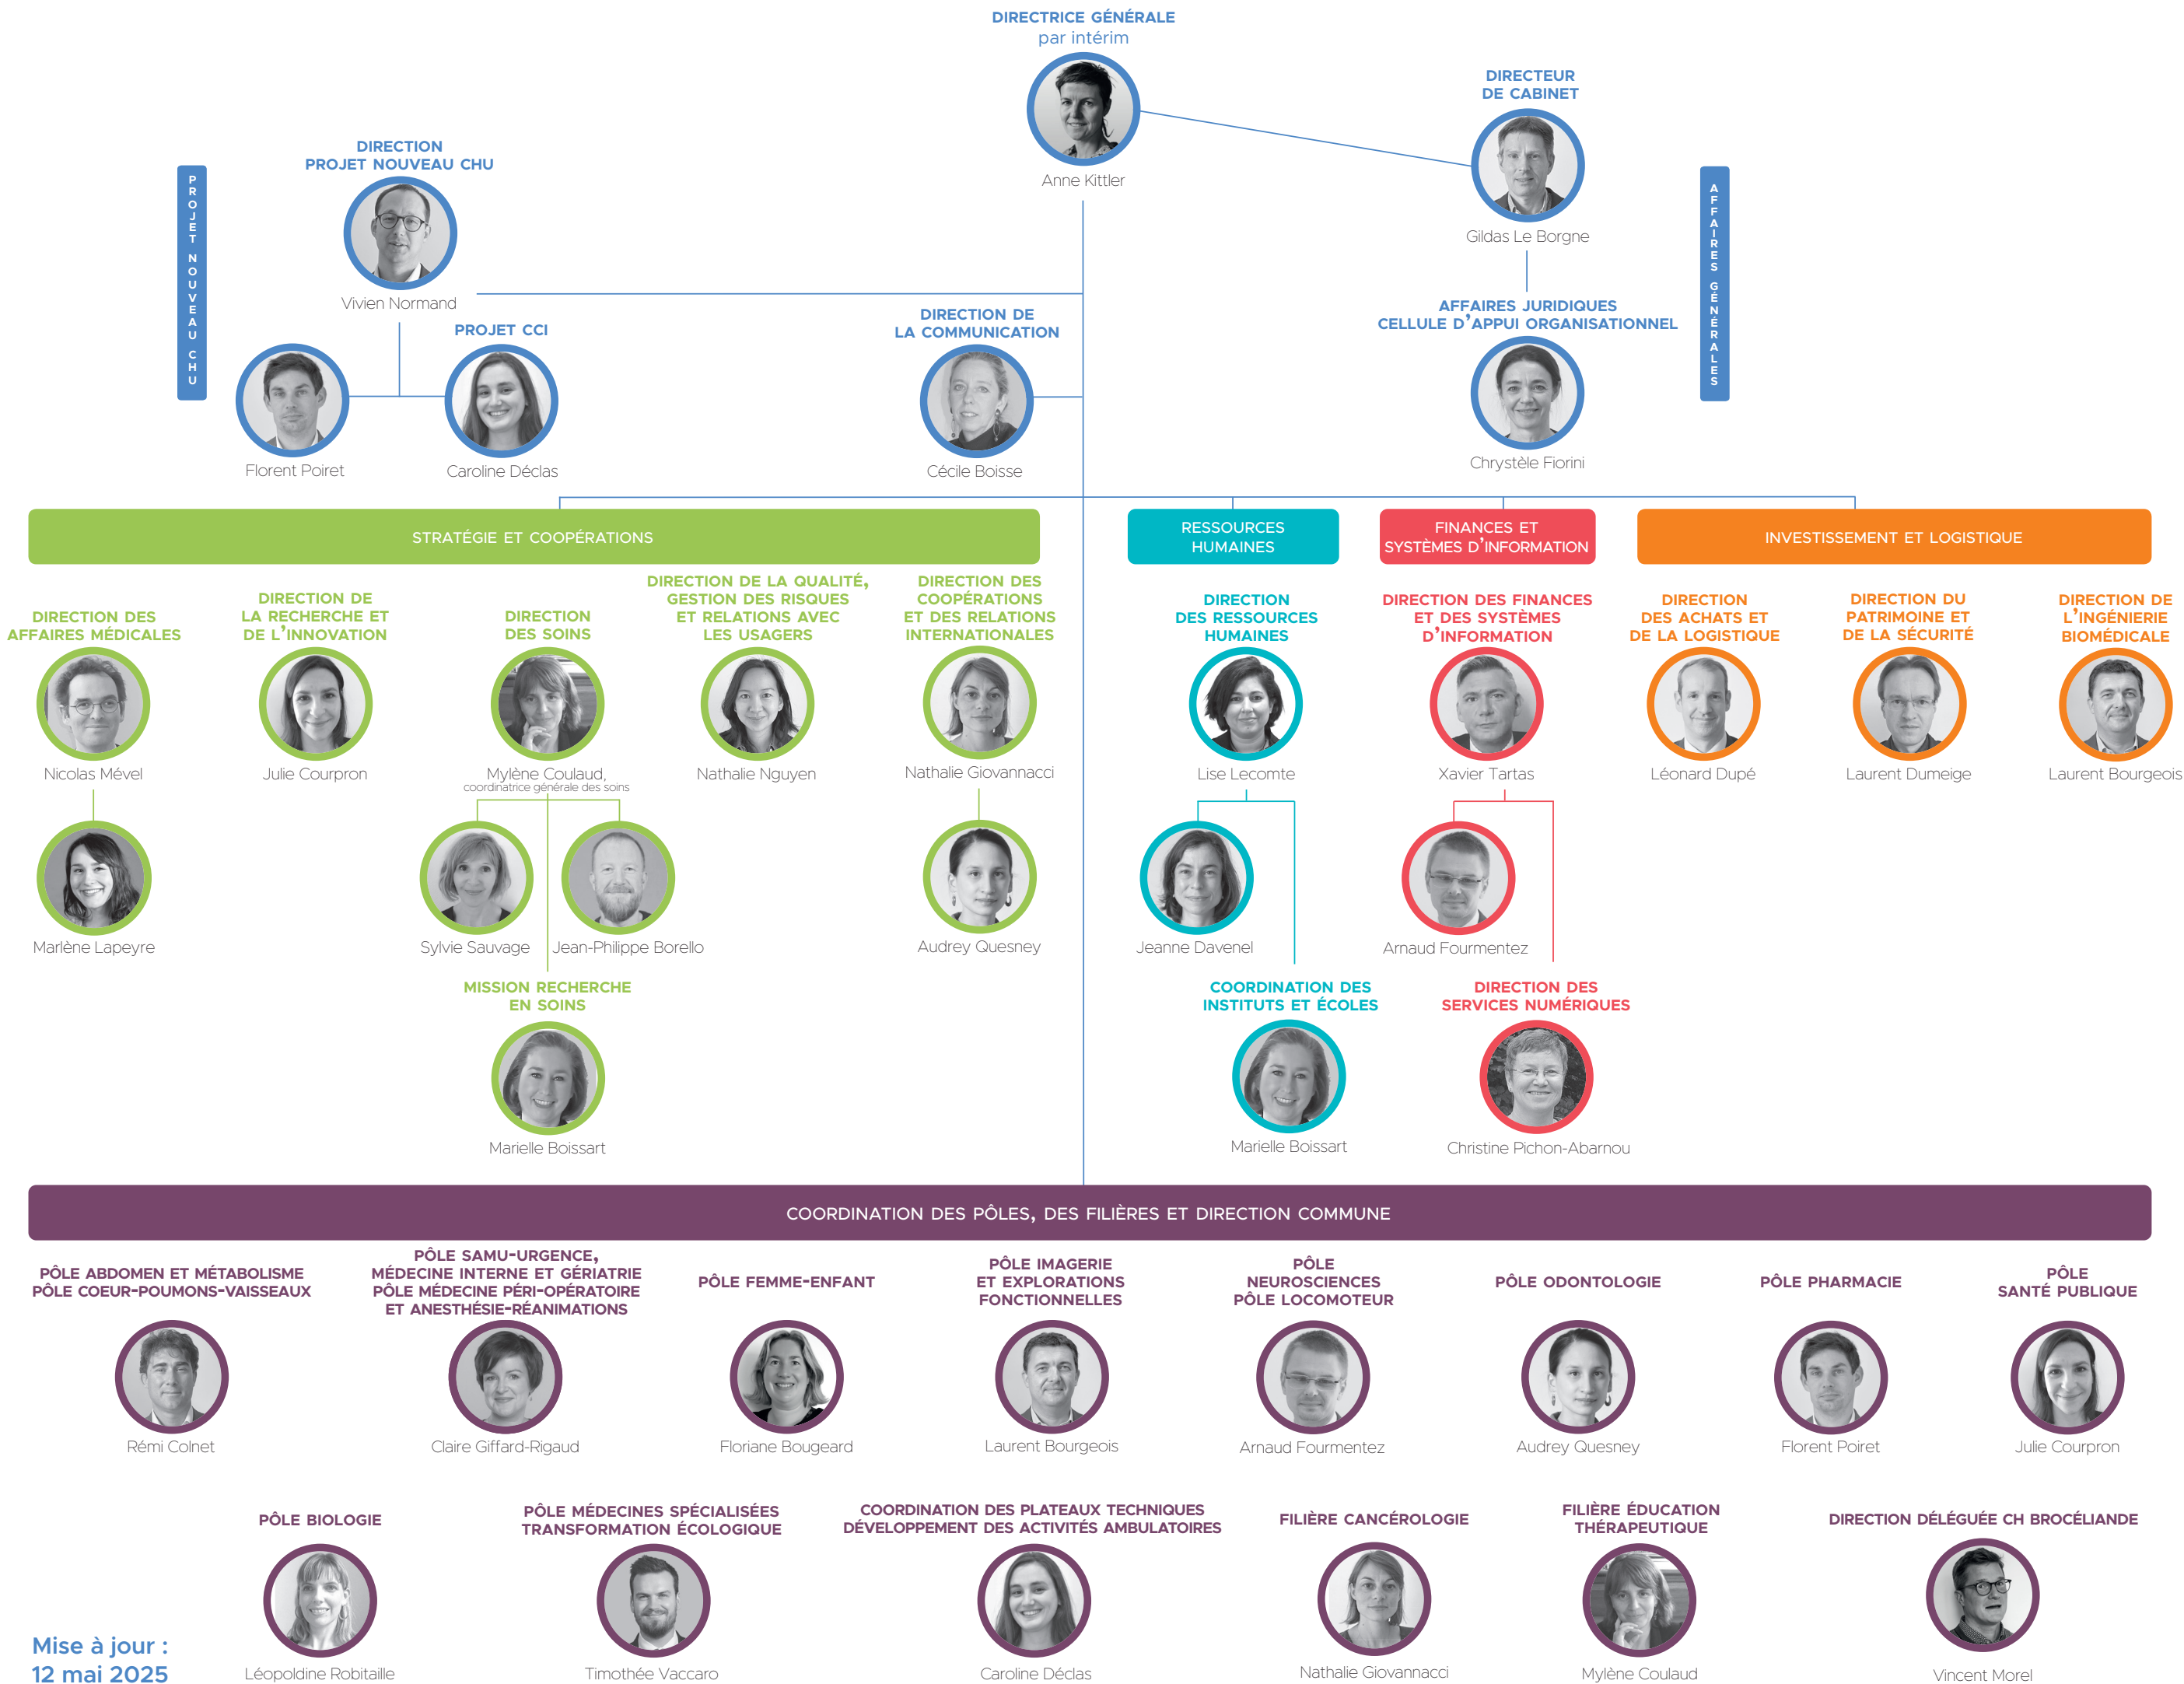 DIRECTRICE GÉNÉRALE
par intérim
Anne Kittler
DIRECTEUR
DE CABINET
Gildas Le Borgne
DIRECTION
PROJET NOUVEAU CHU
Vivien Normand
PROJET NOUVEAU CHU
AFFAIRES GÉNÉRALES
PROJET CCI
Florent Poiret
Caroline Déclas
DIRECTION DE
LA COMMUNICATION
Cécile Boisse
AFFAIRES JURIDIQUES
CELLULE D'APPUI ORGANISATIONNEL
Chrystèle Fiorini
STRATÉGIE ET COOPÉRATIONS
DIRECTION DES
AFFAIRES MÉDICALES
Nicolas Mével
Marlène Lapeyre
DIRECTION DE
LA RECHERCHE ET
DE L'INNOVATION
Julie Courpron
DIRECTION
DES SOINS
Mylène Coulaud,
coordinatrice générale des soins
Sylvie Sauvage
Jean-Philippe Borello
MISSION RECHERCHE
EN SOINS
Marielle Boissart
DIRECTION DE LA QUALITÉ,
GESTION DES RISQUES
ET RELATIONS AVEC
LES USAGERS
Nathalie Nguyen
DIRECTION DES
COOPÉRATIONS
ET DES RELATIONS
INTERNATIONALES
Nathalie Giovannacci
Audrey Quesney
RESSOURCES
HUMAINES
DIRECTION
DES RESSOURCES
HUMAINES
Lise Lecomte
Jeanne Davenel
COORDINATION DES
INSTITUTS ET ÉCOLES
Marielle Boissart
FINANCES ET
SYSTÈMES D'INFORMATION
DIRECTION DES FINANCES
ET DES SYSTÈMES
D'INFORMATION
Xavier Tartas
Arnaud Fourmentez
DIRECTION DES
SERVICES NUMÉRIQUES
Christine Pichon-Abarnou
INVESTISSEMENT ET LOGISTIQUE
DIRECTION
DES ACHATS ET
DE LA LOGISTIQUE
Léonard Dupé
DIRECTION DU
PATRIMOINE ET
DE LA SÉCURITÉ
Laurent Dumeige
DIRECTION DE
L'INGÉNIERIE
BIOMÉDICALE
Laurent Bourgeois
COORDINATION DES PÔLES, DES FILIÈRES ET DIRECTION COMMUNE
PÔLE ABDOMEN ET MÉTABOLISME
PÔLE COEUR-POUMONS-VAISSEAUX
Rémi Colnet
PÔLE SAMU-URGENCE,
MÉDECINE INTERNE ET GÉRIATRIE
PÔLE MÉDECINE PÉRI-OPÉRATOIRE
ET ANESTHÉSIE-RÉANIMATIONS
Claire Giffard-Rigaud
PÔLE FEMME-ENFANT
Floriane Bougeard
PÔLE IMAGERIE
ET EXPLORATIONS
FONCTIONNELLES
Laurent Bourgeois
PÔLE
NEUROSCIENCES
PÔLE LOCOMOTEUR
Arnaud Fourmentez
PÔLE ODONTOLOGIE
Audrey Quesney
PÔLE PHARMACIE
Florent Poiret
PÔLE
SANTÉ PUBLIQUE
Julie Courpron
PÔLE BIOLOGIE
Léopoldine Robitaille
PÔLE MÉDECINES SPÉCIALISÉES
TRANSFORMATION ÉCOLOGIQUE
Timothée Vaccaro
COORDINATION DES PLATEAUX TECHNIQUES
DÉVELOPPEMENT DES ACTIVITÉS AMBULATOIRES
Caroline Déclas
FILIÈRE CANCÉROLOGIE
Nathalie Giovannacci
FILIÈRE ÉDUCATION
THÉRAPEUTIQUE
Mylène Coulaud
DIRECTION DÉLÉGUÉE CH BROCÉLIANDE
Vincent Morel
Mise à jour :
12 mai 2025